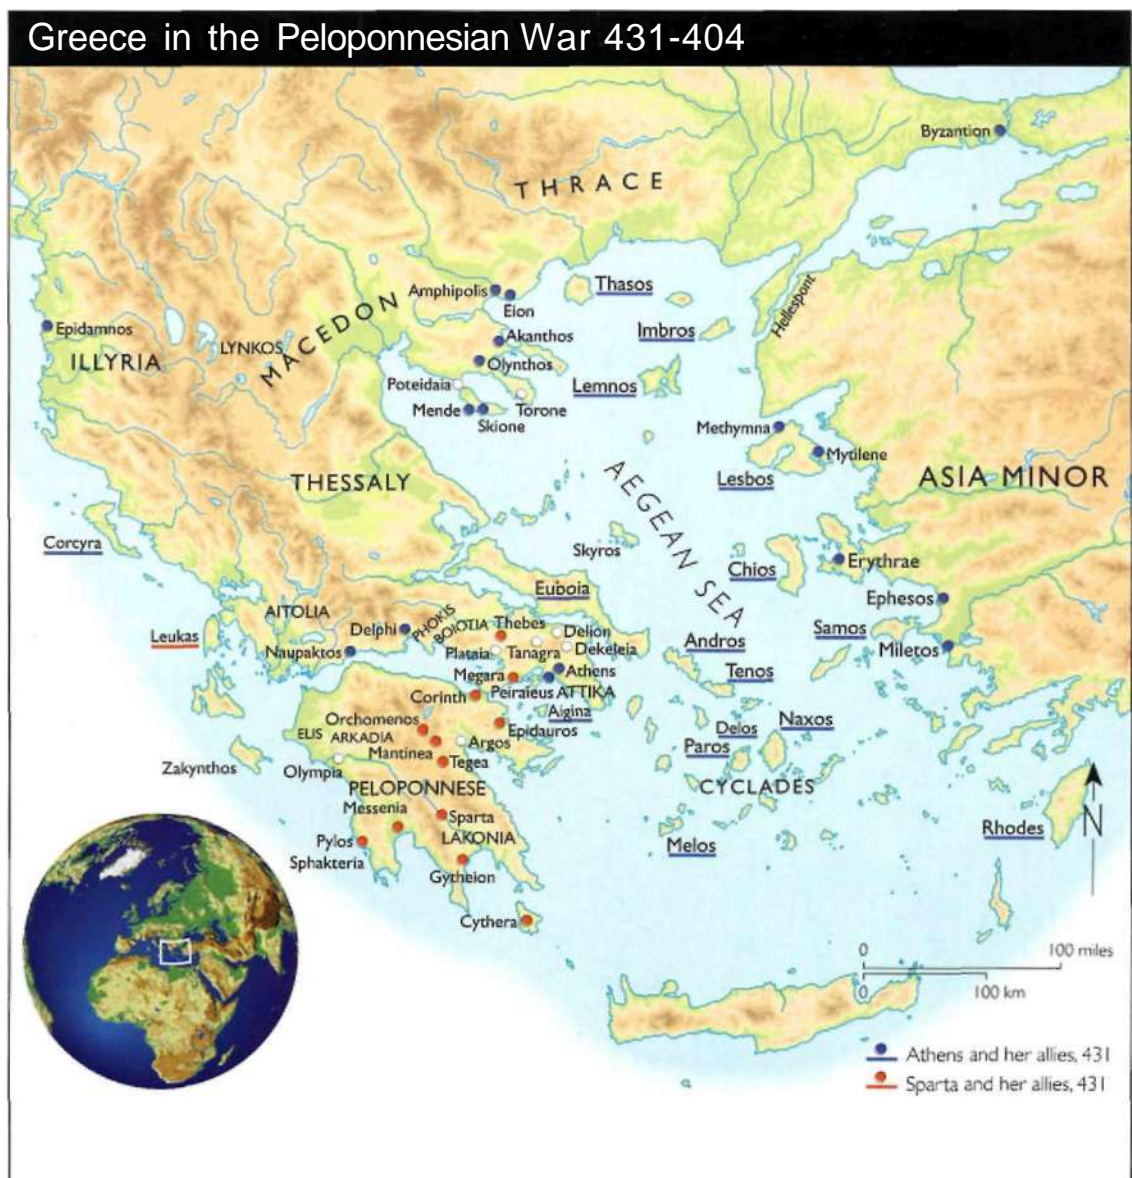 Greece in the Peloponnesian War 431-404
Byzantion
THRACE
Thasos
Amphipolis
Eion
Hellespont
Imbros
Epidamnos
MACEDON
Akanthos
LYNKOS
ILLYRIA
Olynthos
Poteidaia
Lemnos
Mende
Torone
Skione
Methymna
Mytilene
THESSALY
AEGEAN SEA
Lesbos
ASIA MINOR
Corcyra
Skyros
Chios
Erythrae
Euboia
Ephesos
AITOLIA
PHOKIS
BOIOTIA
Thebes
Delphi
Delion
Leukas
Andros
Samos
Naupaktos
Plataia
Tanagra
Dekeleia
Miletos
Megara
Athens
Tenos
Corinth
Peiraieus
ATTIKA
Aigina
Orchomenos
Naxos
ELIS
ARKADIA
Epidauros
Delos
Mantinea
Argos
Paros
Zakynthos
Olympia
Tegea
PELOPONNESE
CYCLADES
Messenia
Sparta
Pylos
LAKONIA
Rhodes
N
Sphakteria
Melos
Gytheion
Cythera
0 100 miles
0 100 km
Athens and her allies, 431
Sparta and her allies, 431